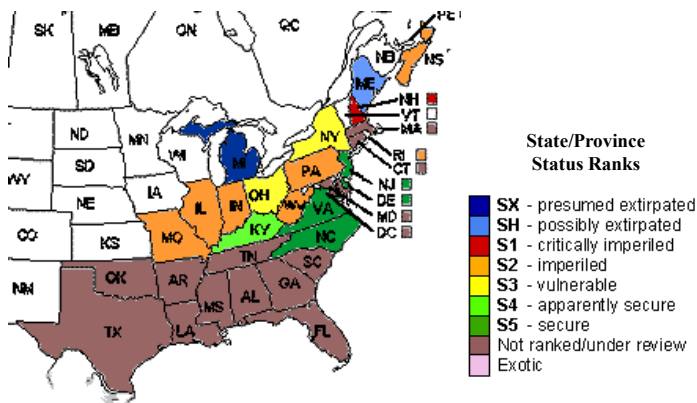 SK
MB
ON
QC
PE
NB
NS
ME
ND
MN
SD
WI
MI
NY
NH
VT
MA
RI
CT
WY
NE
IA
IL
IN
OH
PA
NJ
DE
MD
DC
CO
KS
MO
KY
WV
VA
NC
NM
OK
AR
TN
SC
TX
LA
MS
AL
GA
FL
State/Province
Status Ranks
SX - presumed extirpated
SH - possibly extirpated
S1 - critically imperiled
S2 - imperiled
S3 - vulnerable
S4 - apparently secure
S5 - secure
Not ranked/under review
Exotic